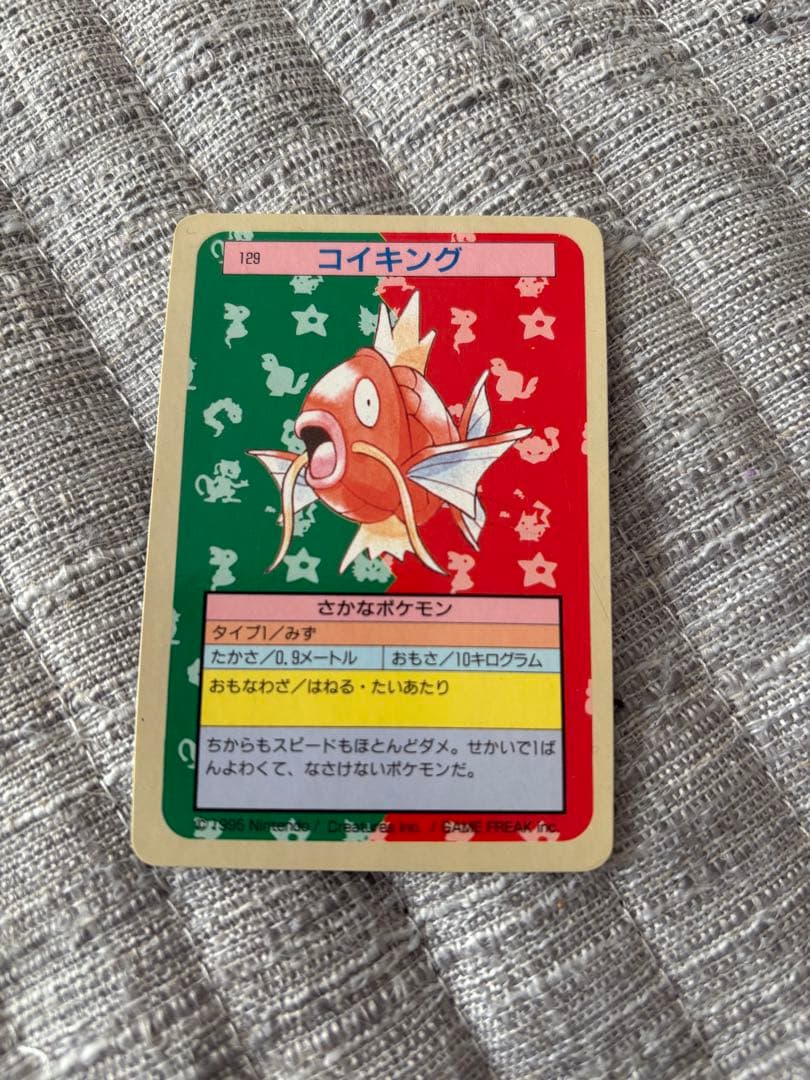 129 コイキング
さかなポケモン
タイプ1/みず
たかさ/0.9メートル おもさ/10キログラム
おもなわざ/はねる・たいあたり
ちからもスピードもほとんどダメ。せかいで1ば
んよわくて、なさけないポケモンだ。
© 1995 Nintendo / Creatures inc. / GAME FREAK inc.